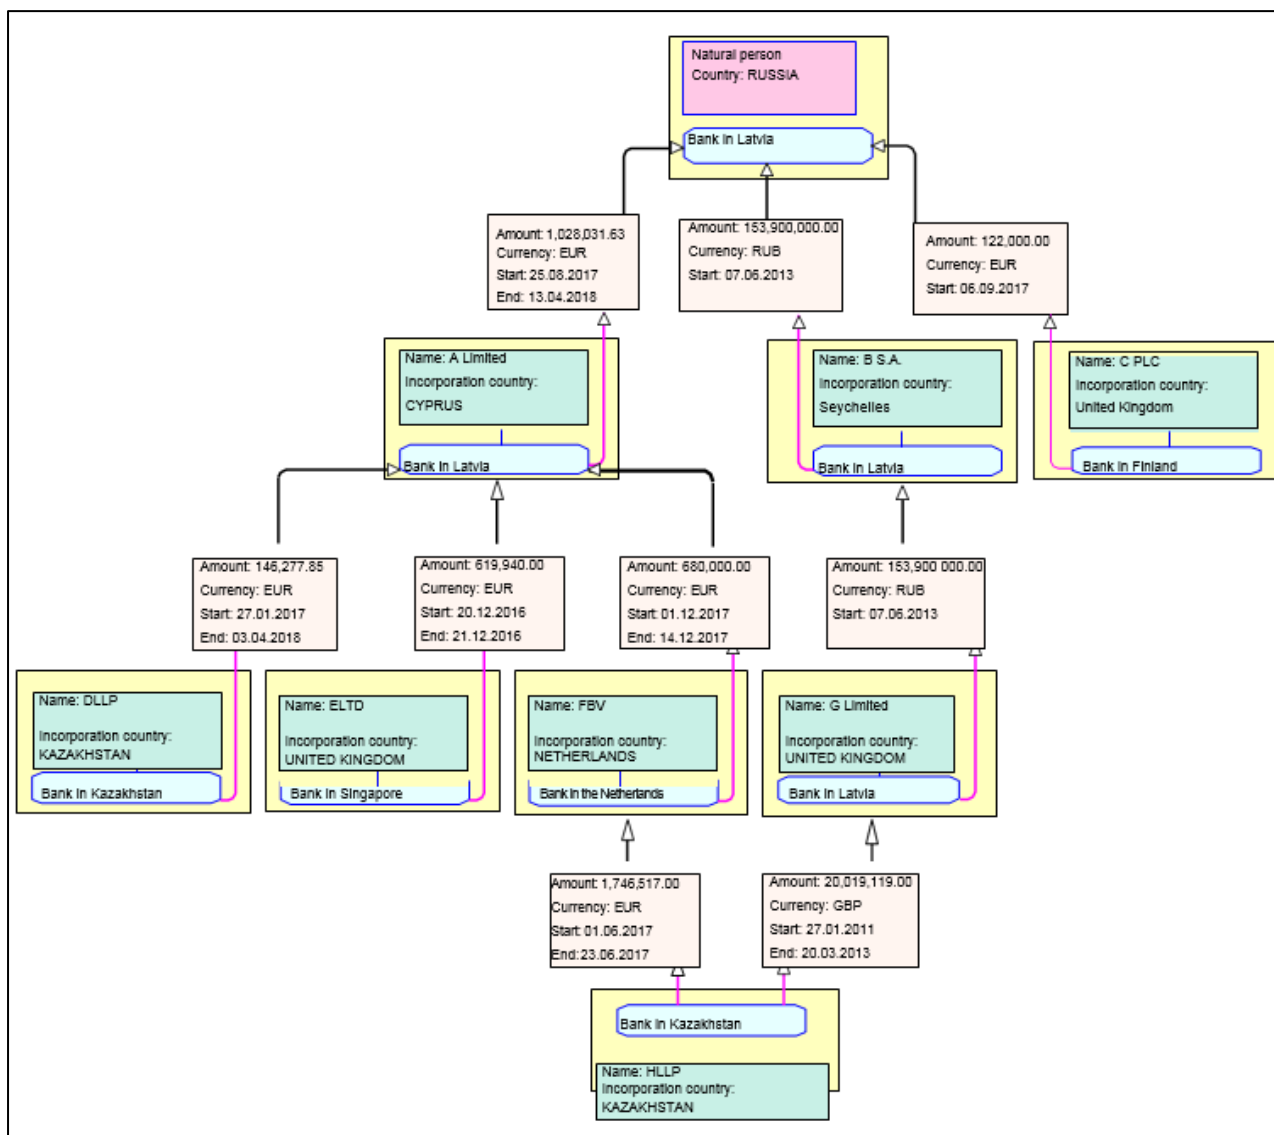 Natural person
Country: RUSSIA
Bank in Latvia
Amount: 1,028,031.63
Currency: EUR
Start: 25.08.2017
End: 13.04.2018
Amount: 153,900,000.00
Currency: RUB
Start: 07.06.2013
Amount: 122,000.00
Currency: EUR
Start: 06.09.2017
Name: A Limited
Incorporation country:
CYPRUS
Bank in Latvia
Name: B S.A.
Incorporation country:
Seychelles
Bank in Latvia
Name: C PLC
Incorporation country:
United Kingdom
Bank in Finland
Amount: 146,277.85
Currency: EUR
Start: 27.01.2017
End: 03.04.2018
Amount: 619,940.00
Currency: EUR
Start: 20.12.2016
End: 21.12.2016
Amount: 680,000.00
Currency: EUR
Start: 01.12.2017
End: 14.12.2017
Amount: 153,900 000.00
Currency: RUB
Start: 07.06.2013
Name: DLLP
Incorporation country:
KAZAKHSTAN
Bank in Kazakhstan
Name: ELTD
Incorporation country:
UNITED KINGDOM
Bank in Singapore
Name: FBV
Incorporation country:
NETHERLANDS
Bank in the Netherlands
Name: G Limited
Incorporation country:
UNITED KINGDOM
Bank in Latvia
Amount: 1,746,517.00
Currency: EUR
Start: 01.06.2017
End: 23.06.2017
Amount: 20,019,119.00
Currency: GBP
Start: 27.01.2011
End: 20.03.2013
Bank in Kazakhstan
Name: HLLP
Incorporation country:
KAZAKHSTAN